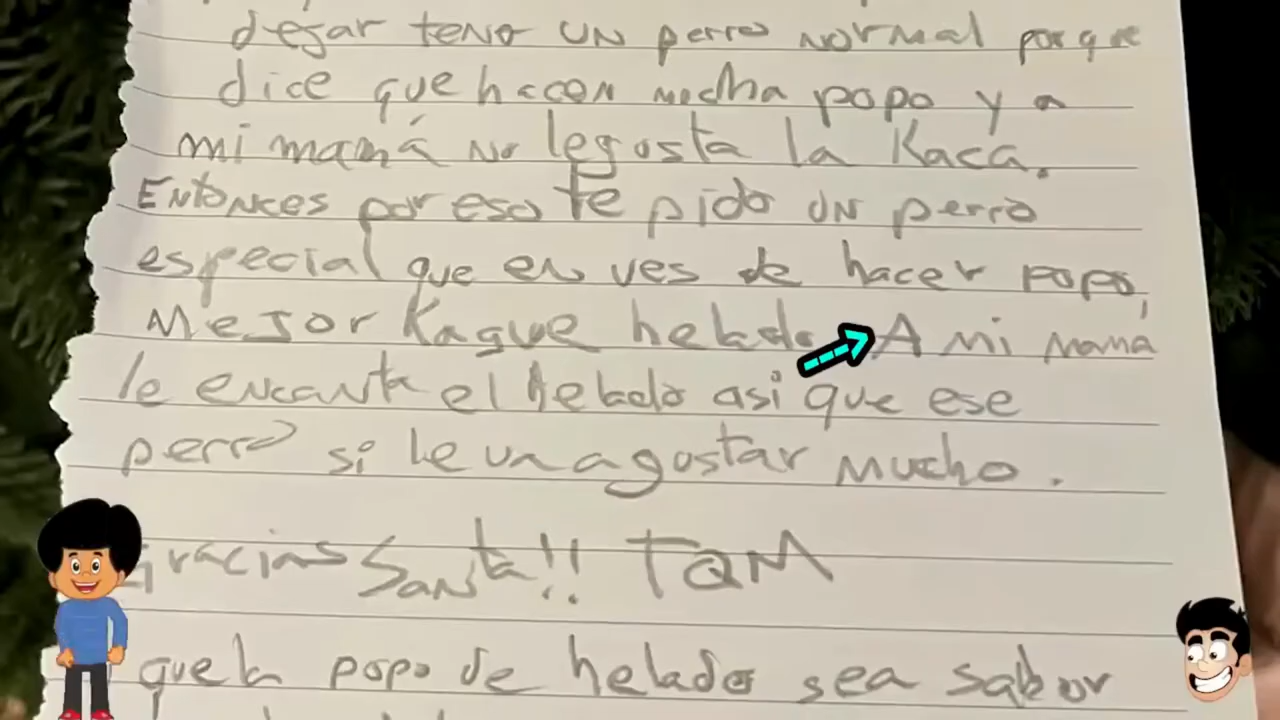 dejar tener un perro normal porque
dice que hacen mucha popo y a
mi mamá No le gusta la Kaca.
Entonces por eso te pido un perro
especial que en ves de hacer popo,
Mejor Kague helado A mi mamá
le encanta el helado asi que ese
perro si le va a gustar mucho.
Gracias Santa!! TQM
que la popo de helado sea sabor